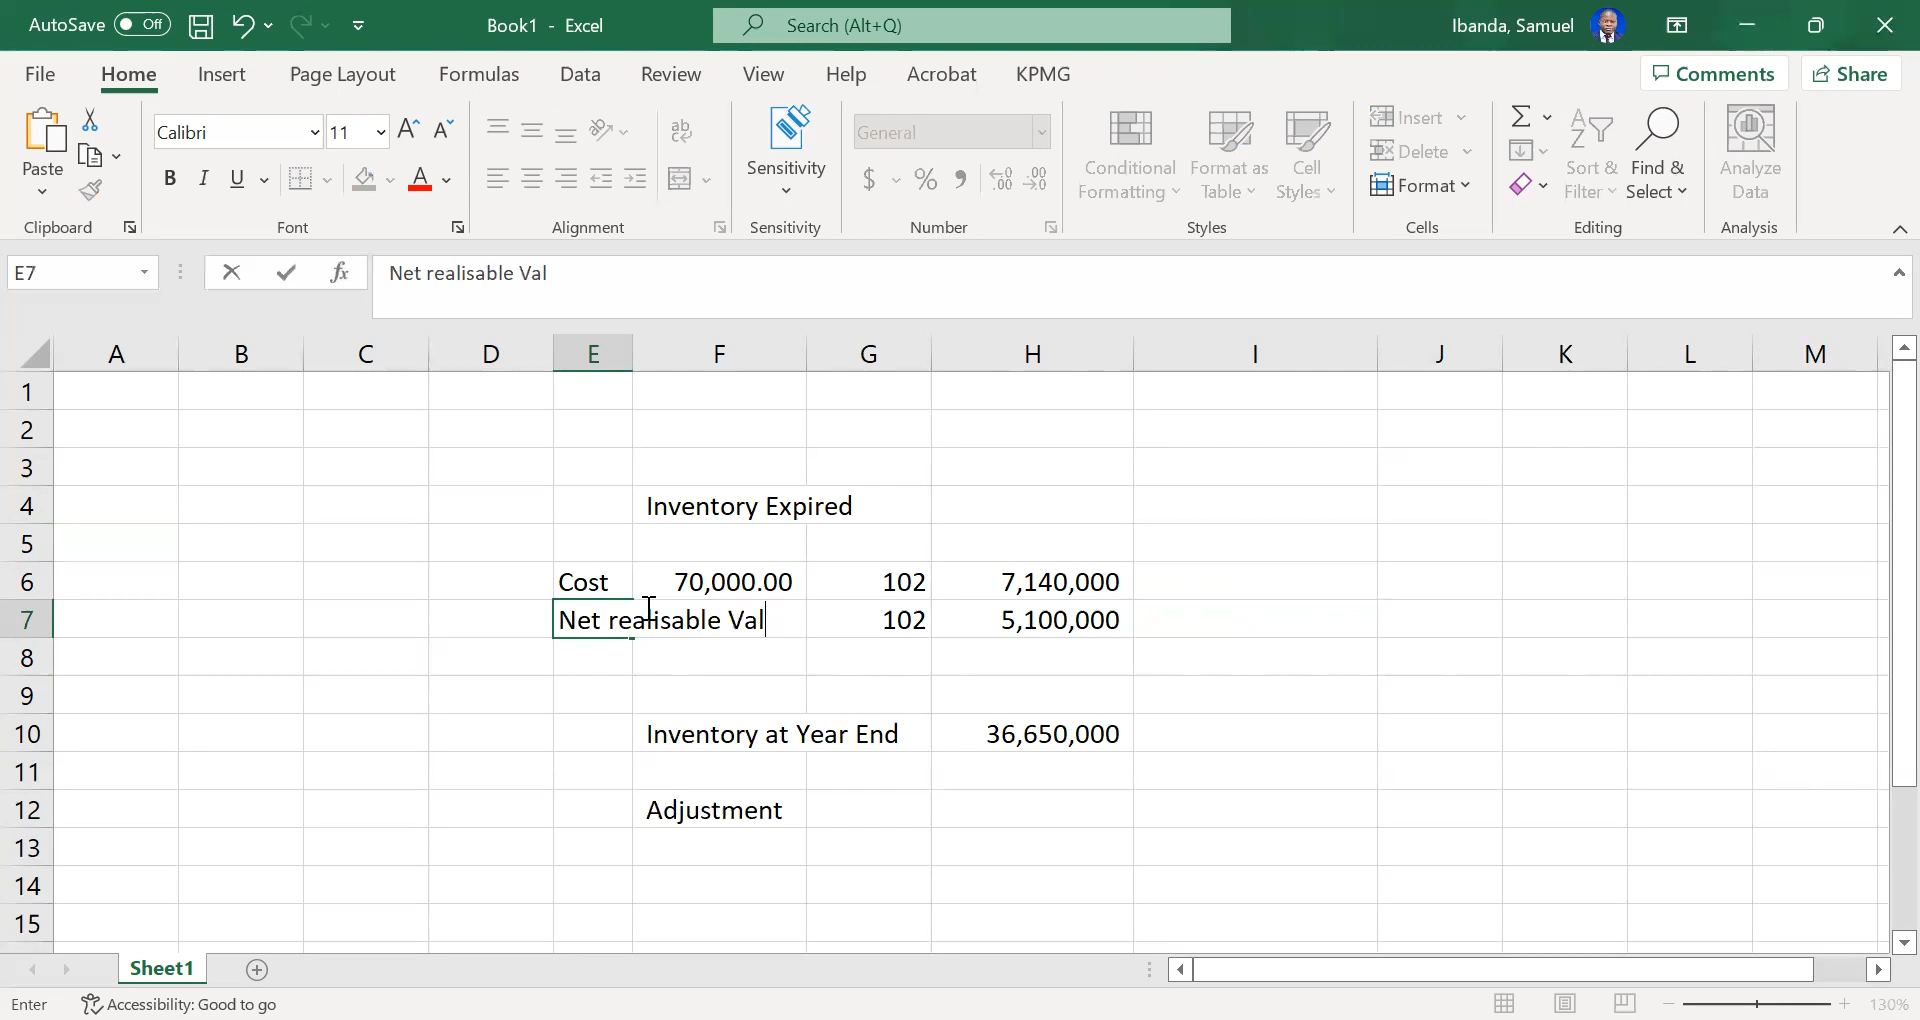 AutoSave Off Book1 - Excel Search (Alt+Q) Ibanda, Samuel
File Home Insert Page Layout Formulas Data Review View Help Acrobat KPMG Comments Share
Paste
Clipboard
Calibri 11
B I U A
Font
ab
Alignment
Sensitivity
Sensitivity
General
$ % 9 .00 .00
Number
Conditional Formatting
Format as Table
Cell Styles
Styles
Insert
Delete
Format
Cells
Sort & Filter
Find & Select
Editing
Analyze Data
Analysis
E7 fx Net realisable Val
A B C D E F G H I J K L M
1
2
3
4 Inventory Expired
5
6 Cost 70,000.00 102 7,140,000
7 Net realisable Val 102 5,100,000
8
9
10 Inventory at Year End 36,650,000
11
12 Adjustment
13
14
15
Sheet1
Enter Accessibility: Good to go 130%